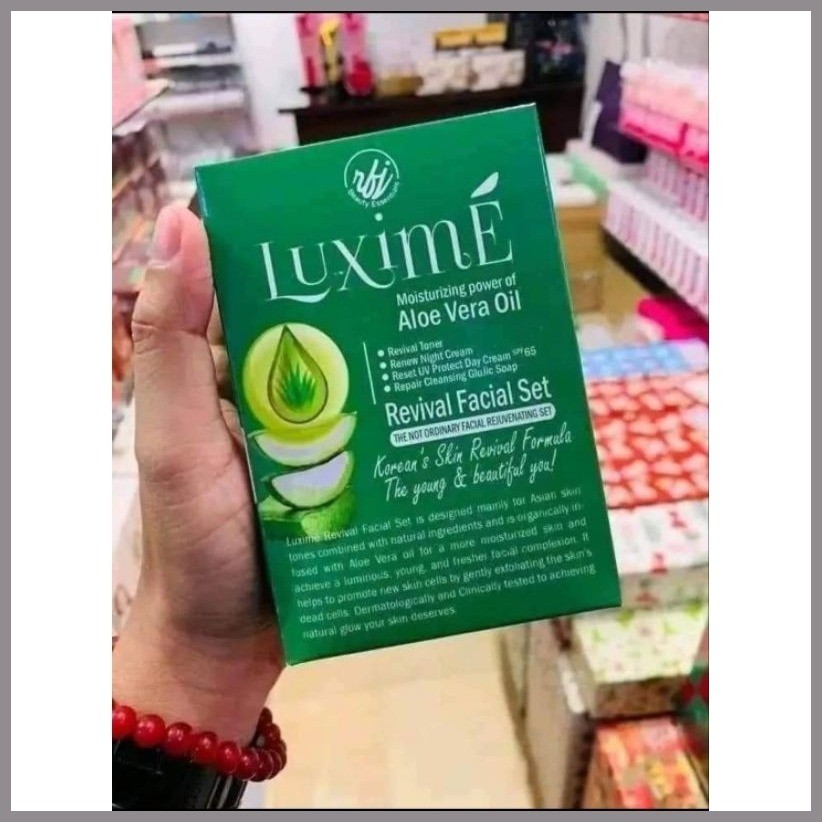 rbj
Beauty Essentials
LUXIMÉ
Moisturizing power of
Aloe Vera Oil
Revival Toner
Renew Night Cream
Reset UV Protect Day Cream SPF 65
Repair Cleansing Glulic Soap
Revival Facial Set
THE NOT ORDINARY FACIAL REJUVENATING SET
Korean's Skin Revival Formula
The young & beautiful you!
Luxime Revival Facial Set is designed mainly for Asian skin
tones combined with natural ingredients and is organically in-
fused with Aloe Vera oil for a more moisturized skin and
achieve a luminous, young, and fresher facial complexion. It
helps to promote new skin cells by gently exfoliating the skin's
dead cells. Dermatologically and Clinically tested to achieving
natural glow your skin deserves.